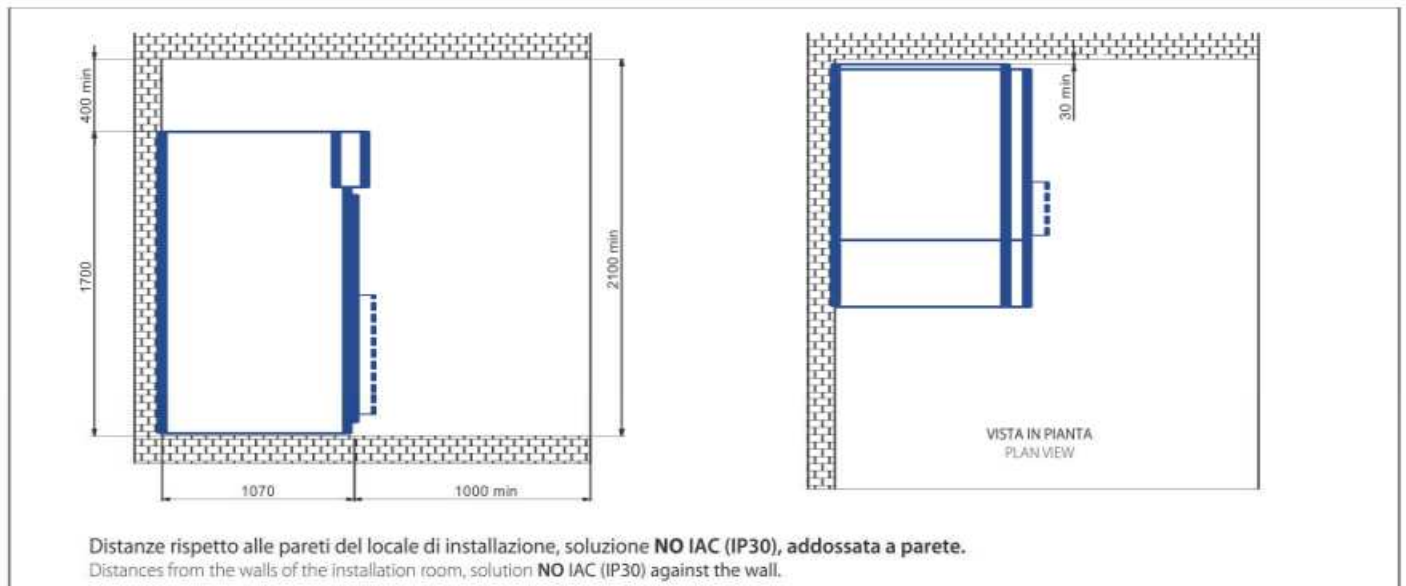 400 min
1700
2100 min
1070
1000 min
30 min
VISTA IN PIANTA
PLAN VIEW
Distanze rispetto alle pareti del locale di installazione, soluzione NO IAC (IP30), addossata a parete.
Distances from the walls of the installation room, solution NO IAC (IP30) against the wall.